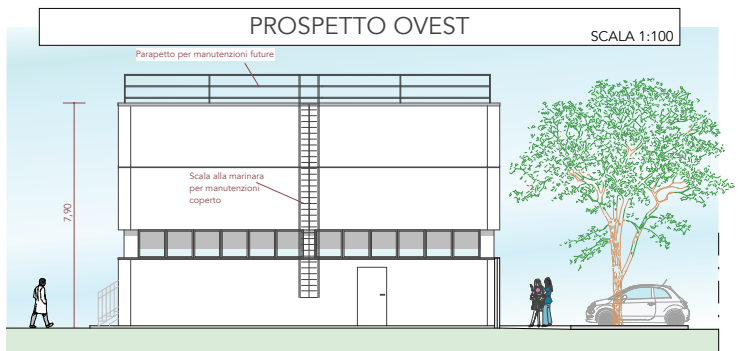 PROSPETTO OVEST
SCALA 1:100
Parapetto per manutenzioni future
Scala alla marinara
per manutenzioni
coperto
7,90